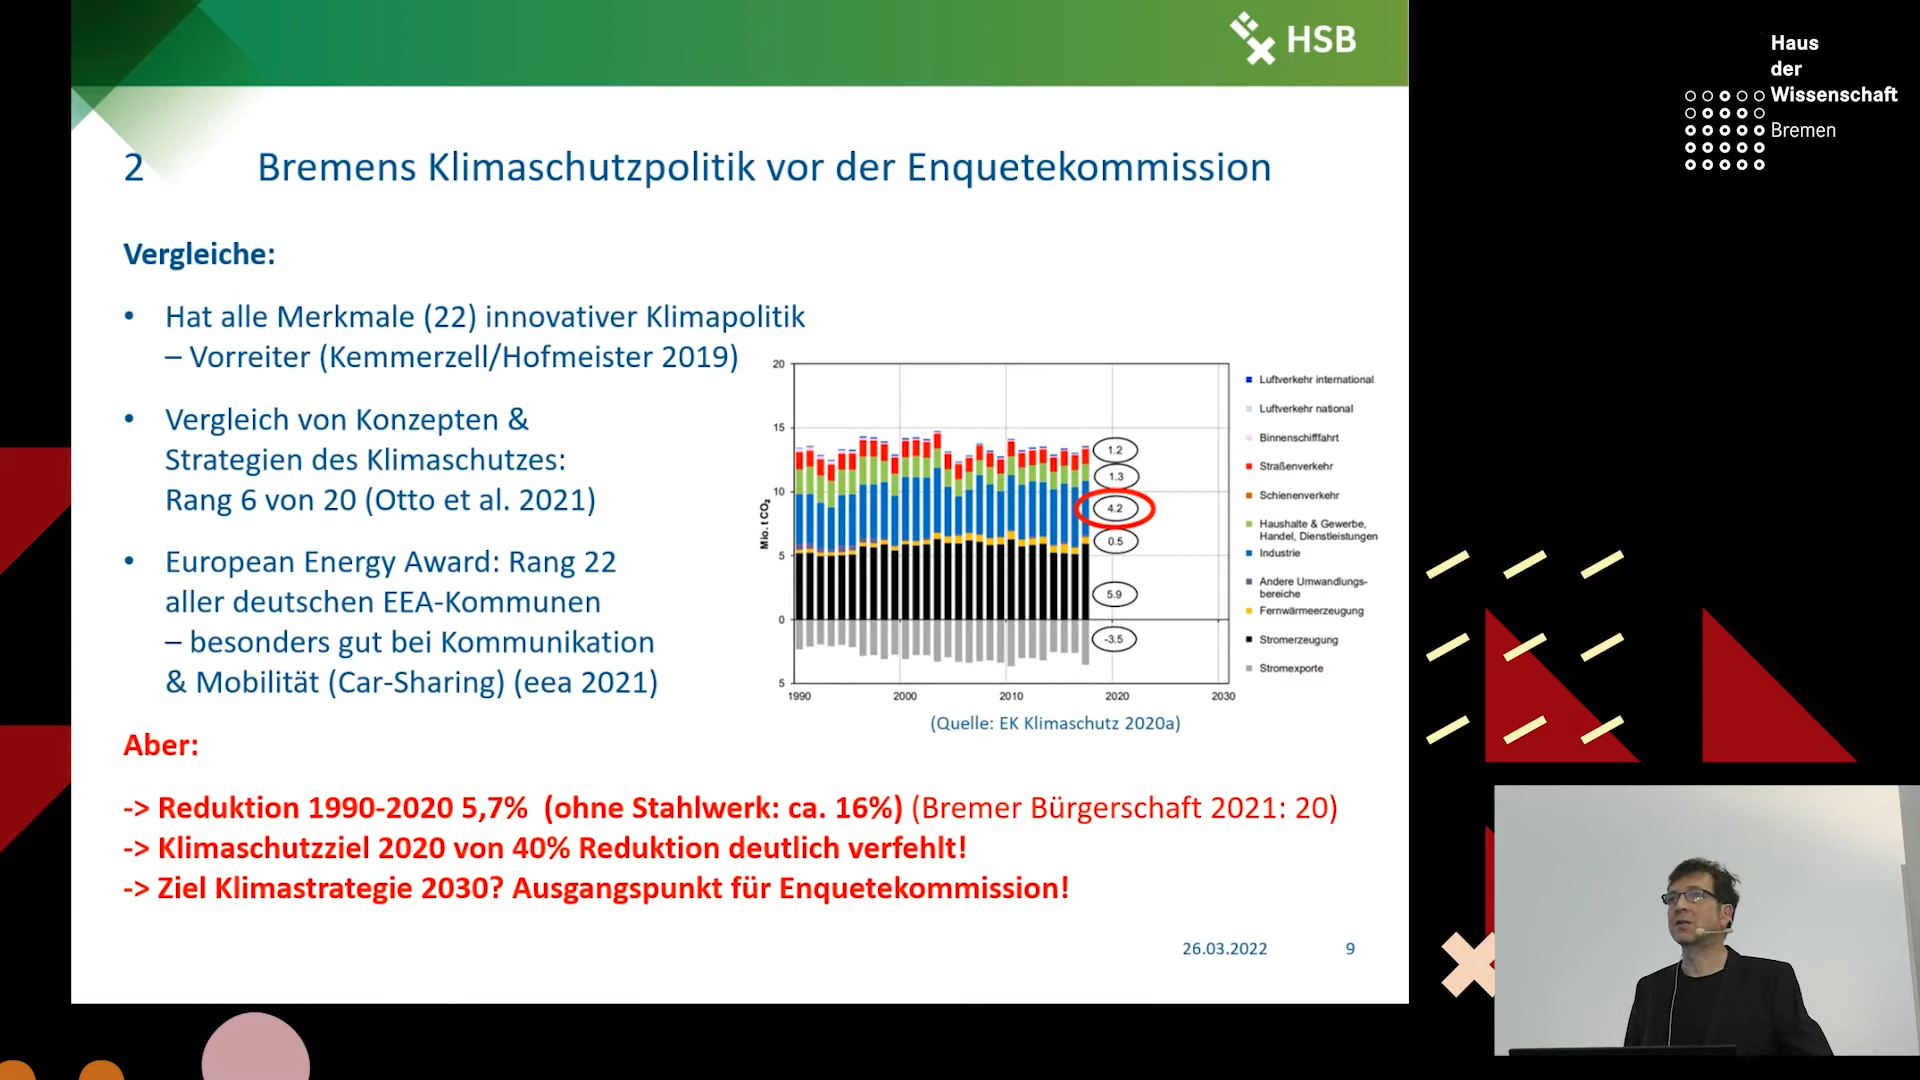 HSB
Haus
der
Wissenschaft
Bremen
2 Bremens Klimaschutzpolitik vor der Enquetekommission
Vergleiche:
• Hat alle Merkmale (22) innovativer Klimapolitik
– Vorreiter (Kemmerzell/Hofmeister 2019)
• Vergleich von Konzepten &
Strategien des Klimaschutzes:
Rang 6 von 20 (Otto et al. 2021)
• European Energy Award: Rang 22
aller deutschen EEA-Kommunen
– besonders gut bei Kommunikation
& Mobilität (Car-Sharing) (eea 2021)
Mio. t CO₂
20
15
10
5
0
5
1990
2000
2010
2020
2030
1.2
1.3
4.2
0.5
5.9
-3.5
Luftverkehr international
Luftverkehr national
Binnenschifffahrt
Straßenverkehr
Schienenverkehr
Haushalte & Gewerbe,
Handel, Dienstleistungen
Industrie
Andere Umwandlungs-
bereiche
Fernwärmeerzeugung
Stromerzeugung
Stromexporte
(Quelle: EK Klimaschutz 2020a)
Aber:
-> Reduktion 1990-2020 5,7% (ohne Stahlwerk: ca. 16%) (Bremer Bürgerschaft 2021: 20)
-> Klimaschutzziel 2020 von 40% Reduktion deutlich verfehlt!
-> Ziel Klimastrategie 2030? Ausgangspunkt für Enquetekommission!
26.03.2022
9